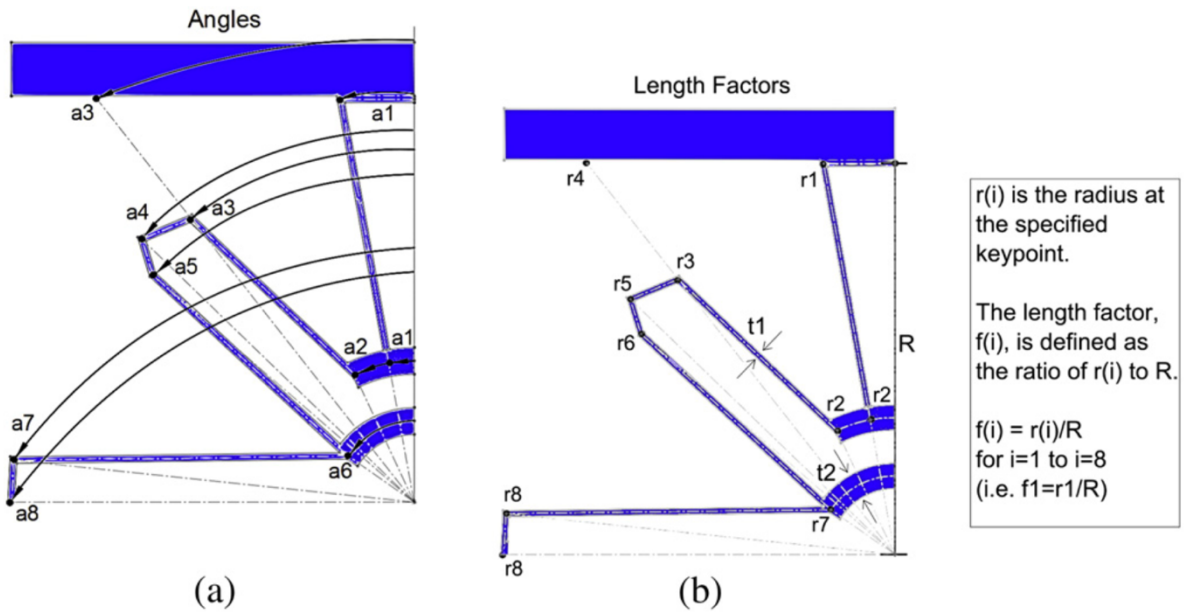 Angles
a3
a1
a4
a3
a5
a2
a1
a7
a6
a8
(a)
Length Factors
r4
r1
r3
r5
t1
r6
R
r2
r2
t2
r8
r7
r8
(b)
r(i) is the radius at
the specified
keypoint.
The length factor,
f(i), is defined as
the ratio of r(i) to R.
f(i) = r(i)/R
for i=1 to i=8
(i.e. f1=r1/R)